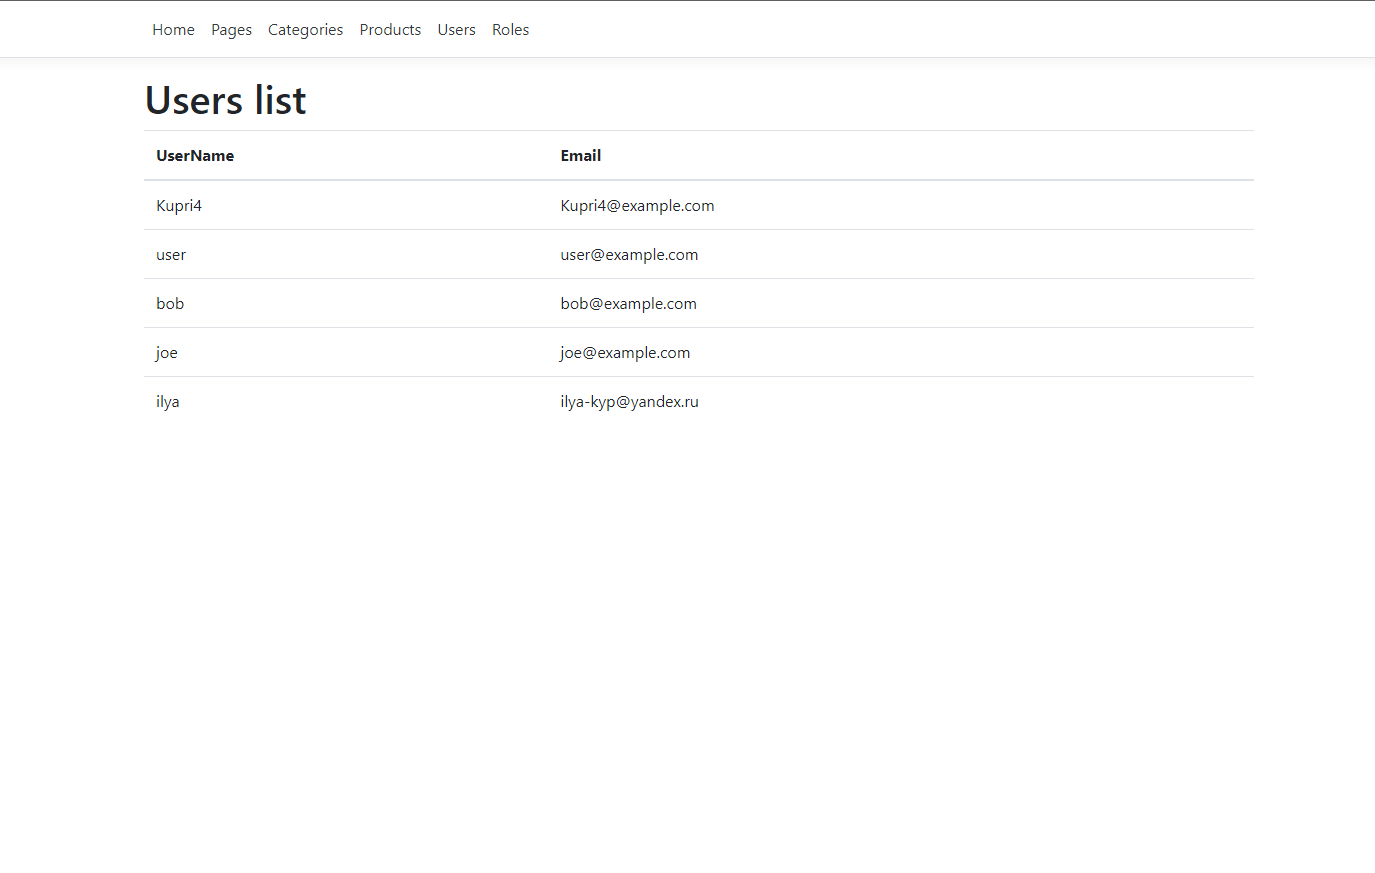 Home Pages Categories Products Users Roles
Users list
UserName Email
Kupri4 Kupri4@example.com
user user@example.com
bob bob@example.com
joe joe@example.com
ilya ilya-kyp@yandex.ru